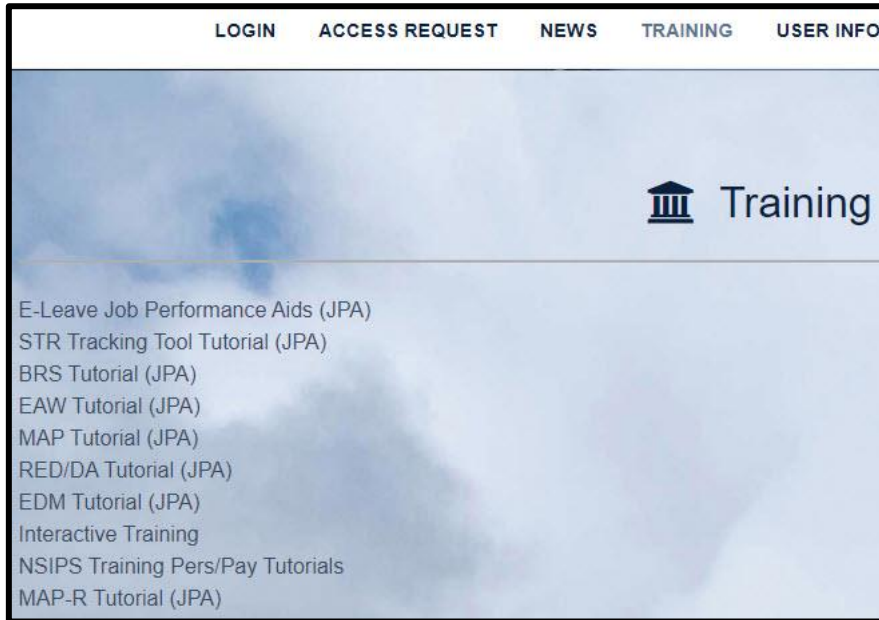 LOGIN ACCESS REQUEST NEWS TRAINING USER INFO
Training
E-Leave Job Performance Aids (JPA)
STR Tracking Tool Tutorial (JPA)
BRS Tutorial (JPA)
EAW Tutorial (JPA)
MAP Tutorial (JPA)
RED/DA Tutorial (JPA)
EDM Tutorial (JPA)
Interactive Training
NSIPS Training Pers/Pay Tutorials
MAP-R Tutorial (JPA)